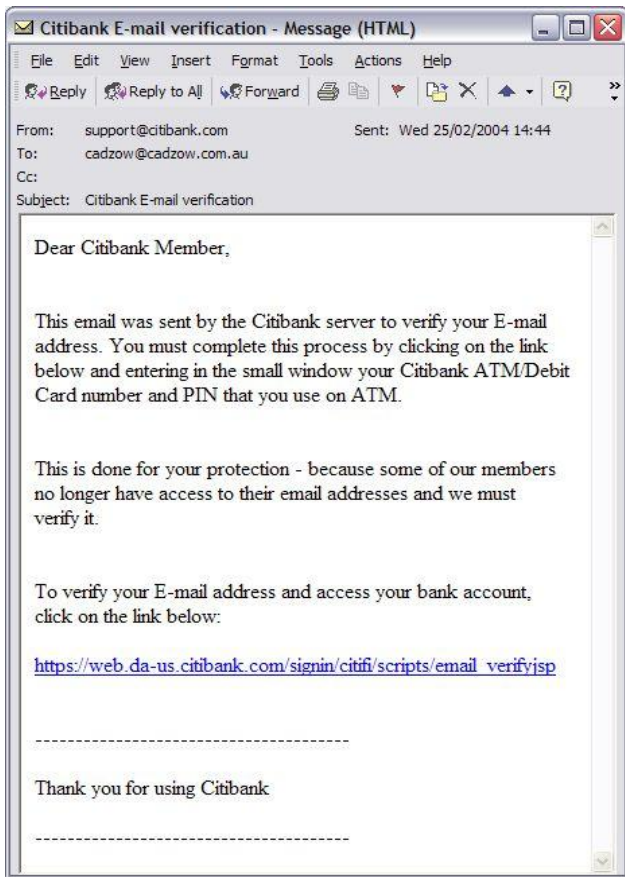 Citibank E-mail verification - Message (HTML)
File Edit View Insert Format Tools Actions Help
Reply Reply to All Forward
From: support@citibank.com Sent: Wed 25/02/2004 14:44
To: cadzow@cadzow.com.au
Cc:
Subject: Citibank E-mail verification
Dear Citibank Member,
This email was sent by the Citibank server to verify your E-mail
address. You must complete this process by clicking on the link
below and entering in the small window your Citibank ATM/Debit
Card number and PIN that you use on ATM.
This is done for your protection - because some of our members
no longer have access to their email addresses and we must
verify it.
To verify your E-mail address and access your bank account,
click on the link below:
https://web.da-us.citibank.com/signin/citifi/scripts/email_verifyjsp
---------------------------------------
Thank you for using Citibank
---------------------------------------